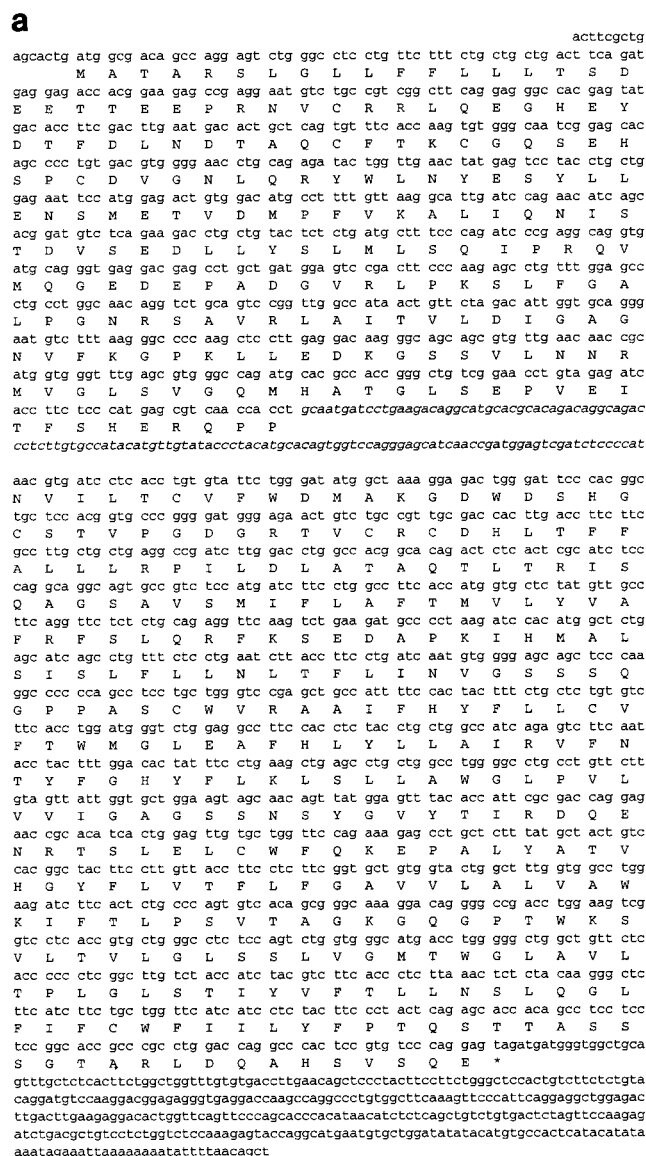 a
acttcgctg
agcactg atg gcg aca gcc agg agt ctg ggc ctc ctg ttc ttt ctg ctg ctg act tca gat
M A T A R S L G L L F F L L L T S D
gag gag acc acg gaa gag ccg agg aat gtc tgc cgt cgg ctt cag gag ggc cac gag tat
E E T T E E P R N V C R R L Q E G H E Y
gac acc ttc gac ttg aat gac act gct cag tgt ttc acc aag tgt ggg caa tcg gag cac
D T F D L N D T A Q C F T K C G Q S E H
agc ccc tgt gac gtg ggg aac ctg cag aga tac tgg ttg aac tat gag tcc tac ctg ctg
S P C D V G N L Q R Y W L N Y E S Y L L
gag aat tcc atg gag act gtg gac atg cct ttt gtt aag gca ttg atc cag aac atc agc
E N S M E T V D M P F V K A L I Q N I S
acg gat gtc tca gaa gac ctg ctg tac tct ctg atg ctt tcc cag atc ccg agg cag gtg
T D V S E D L L Y S L M L S Q I P R Q V
atg cag ggt gag gac gag cct gct gat gga gtc cga ctt ccc aag agc ctg ttt gga gcc
M Q G E D E P A D G V R L P K S L F G A
ctg cct ggc aac agg tct gca gtc cgg ttg gcc ata act gtt cta gac att ggt gca ggg
L P G N R S A V R L A I T V L D I G A G
aat gtc ttt aag ggc ccc aag ctc ctt gag gac aag ggc agc agc gtg ttg aac aac cgc
N V F K G P K L L E D K G S S V L N N R
atg gtg ggt ttg agc gtg ggc cag atg cac gcc acc ggg ctg tcg gaa cct gta gag atc
M V G L S V G Q M H A T G L S E P V E I
acc ttc tcc cat gag cgt caa cca cct gcaatgatcctgaagacaggcatgcacgcacagacaggcagac
T F S H E R Q P P
cctcttgtgccatacatgttgtataccctacatgcacagtggtccagggagcatcaaccgatggagtcgatctccccat
aac gtg atc ctc acc tgt gta ttc tgg gat atg gct aaa gga gac tgg gat tcc cac ggc
N V I L T C V F W D M A K G D W D S H G
tgc tcc acg gtg ccc ggg gat ggg aga act gtc tgc cgt tgc gac cac ttg acc ttc ttc
C S T V P G D G R T V C R C D H L T F F
gcc ttg ctg ctg agg ccg atc ttg gac ctg gcc acg gca cag act ctc act cgc atc tcc
A L L L R P I L D L A T A Q T L T R I S
cag gca ggc agt gcc gtc tcc atg atc ttc ctg gcc ttc acc atg gtg ctc tat gtt gcc
Q A G S A V S M I F L A F T M V L Y V A
ttc agg ttc tct ctg cag agg ttc aag tct gaa gat gcc cct aag atc cac atg gct ctg
F R F S L Q R F K S E D A P K I H M A L
agc atc agc ctg ttt ctc ctg aat ctt acc ttc ctg atc aat gtg ggg agc agc tcc caa
S I S L F L L N L T F L I N V G S S S Q
ggc ccc cca gcc tcc tgc tgg gtc cga gct gcc att ttc cac tac ttt ctg ctc tgt gtc
G P P A S C W V R A A I F H Y F L L C V
ttc acc tgg atg ggt ctg gag gcc ttc cac ctc tac ctg ctg gcc atc aga gtc ttc aat
F T W M G L E A F H L Y L L A I R V F N
acc tac ttt gga cac tat ttc ctg aag ctg agc ctg ctg gcc tgg ggc ctg cct gtt ctt
T Y F G H Y F L K L S L L A W G L P V L
gta gtt att ggt gct gga agt agc aac agt tat gga gtt tac acc att cgc gac cag gag
V V I G A G S S N S Y G V Y T I R D Q E
aac cgc aca tca ctg gag ttg tgc tgg ttc cag aaa gag cct gct ctt tat gct act gtc
N R T S L E L C W F Q K E P A L Y A T V
cac ggc tac ttc ctt gtt acc ttc ctc ttc ggt gct gtg gta ctg gct ttg gtg gcc tgg
H G Y F L V T F L F G A V V L A L V A W
aag atc ttc act ctg ccc agt gtc aca gcg ggc aaa gga cag ggg ccg acc tgg aag tcg
K I F T L P S V T A G K G Q G P T W K S
gtc ctc acc gtg ctg ggc ctc tcc agt ctg gtg ggc atg acc tgg ggg ctg gct gtt ctc
V L T V L G L S S L V G M T W G L A V L
acc ccc ctc ggc ttg tct acc atc tac gtc ttc acc ctc tta aac tct cta caa ggg ctc
T P L G L S T I Y V F T L L N S L Q G L
ttc atc ttc tgc tgg ttc atc atc ctc tac ttc cct act cag agc acc aca gcc tcc tcc
F I F C W F I I L Y F P T Q S T T A S S
tcc ggc acc gcc cgc ctg gac cag gcc cac tcc gtg tcc cag gag tagatgatgggtggctgca
S G T A R L D Q A H S V S Q E *
gtttgctctcacttctggctggtttgtgtgaccttgaacagctccctacttccttctgggctccactgtcttctctgta
caggatgtccaaggacggagagggtgaggaccaagccaggccctgtggcttcaaagttcccattcaggaggctggagac
ttgacttgaagaggacactggttcagttcccagcacccacataacatctctcagctgtctgtgactctagttccaagag
atctgacgctgtcctctggtctccaaagagtaccaggcatgaatgtgctggatatatacatgtgccactcatacatata
aaatagaaattaaaaaaatattttaacagct